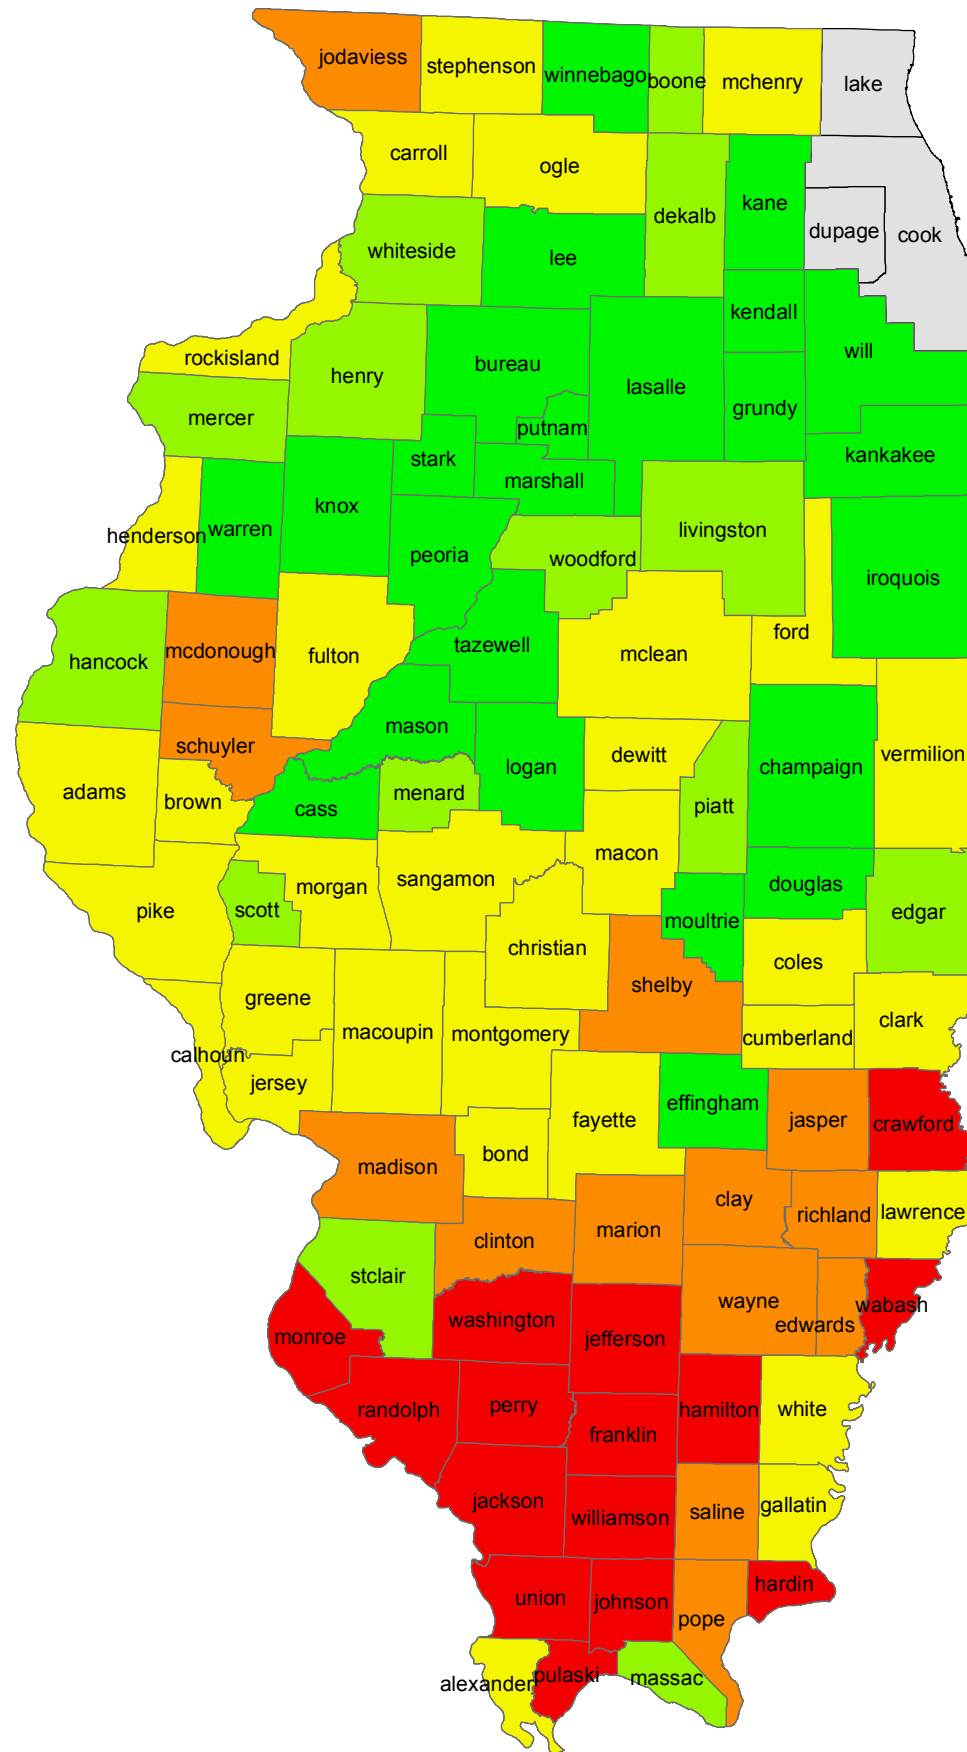 jodaviess
stephenson
winnebago
boone
mchenry
lake
carroll
ogle
dekalb
kane
dupage
cook
whiteside
lee
kendall
will
rockisland
henry
bureau
lasalle
grundy
mercer
putnam
kankakee
stark
marshall
knox
henderson
warren
peoria
woodford
livingston
iroquois
hancock
mcdonough
fulton
tazewell
mclean
ford
schuyler
mason
logan
dewitt
champaign
vermilion
adams
brown
cass
menard
piatt
macon
pike
scott
morgan
sangamon
christian
moultrie
douglas
edgar
greene
shelby
coles
calhoun
jersey
macoupin
montgomery
cumberland
clark
fayette
effingham
jasper
crawford
madison
bond
clay
richland
lawrence
clinton
marion
stclair
wayne
edwards
wabash
monroe
washington
jefferson
randolph
perry
franklin
hamilton
white
jackson
williamson
saline
gallatin
union
johnson
pope
hardin
alexander
pulaski
massac